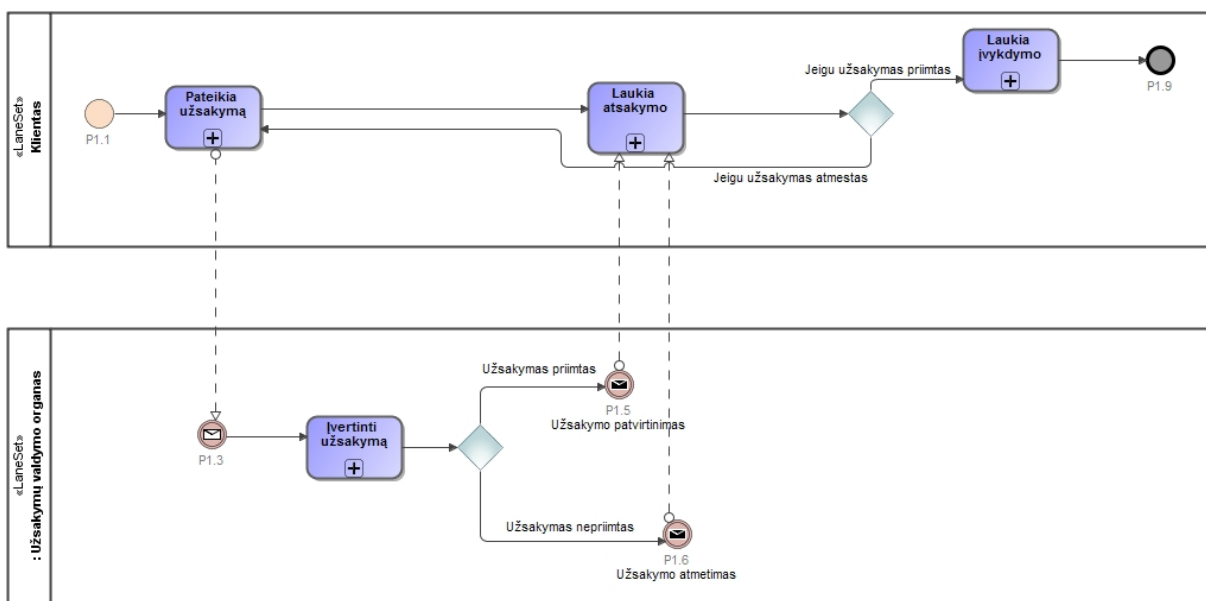 «LaneSet»
Klientas
P1.1
Pateikia
užsakymą
Laukia
atsakymo
Jeigu užsakymas priimtas
Jeigu užsakymas atmestas
Laukia
įvykdymo
P1.9
«LaneSet»
: Užsakymų valdymo organas
P1.3
Įvertinti
užsakymą
Užsakymas priimtas
P1.5
Užsakymo patvirtinimas
Užsakymas nepriimtas
P1.6
Užsakymo atmetimas